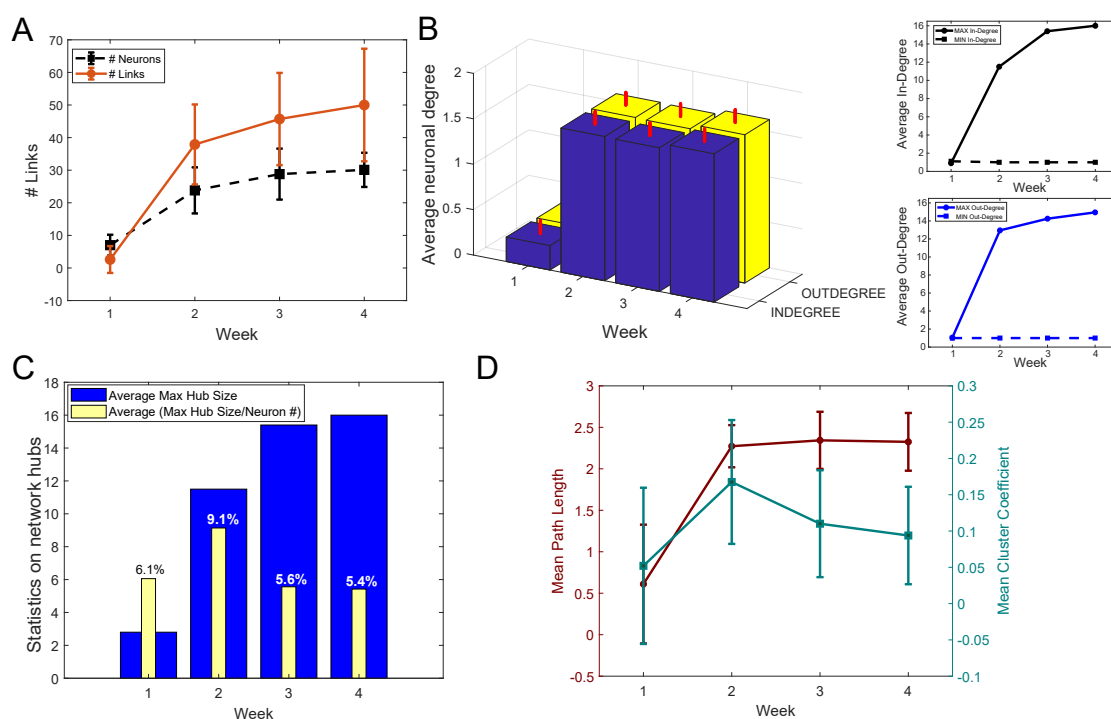 A
70
60
50
40
30
20
10
0
-10
# Links
# Neurons
# Links
1 2 3 4
Week
B
2
1.5
1
0.5
0
Average neuronal degree
1
2
3
4
Week
OUTDEGREE
INDEGREE
16
14
12
10
8
6
4
2
0
Average In-Degree
MAX In-Degree
MIN In-Degree
1 2 3 4
Week
16
14
12
10
8
6
4
2
0
Average Out-Degree
MAX Out-Degree
MIN Out-Degree
1 2 3 4
Week
C
18
16
14
12
10
8
6
4
2
0
Statistics on network hubs
Average Max Hub Size
Average (Max Hub Size/Neuron #)
6.1%
9.1%
5.6%
5.4%
1 2 3 4
Week
D
3
2.5
2
1.5
1
0.5
0
-0.5
Mean Path Length
0.3
0.25
0.2
0.15
0.1
0.05
0
-0.05
-0.1
Mean Cluster Coefficient
1 2 3 4
Week